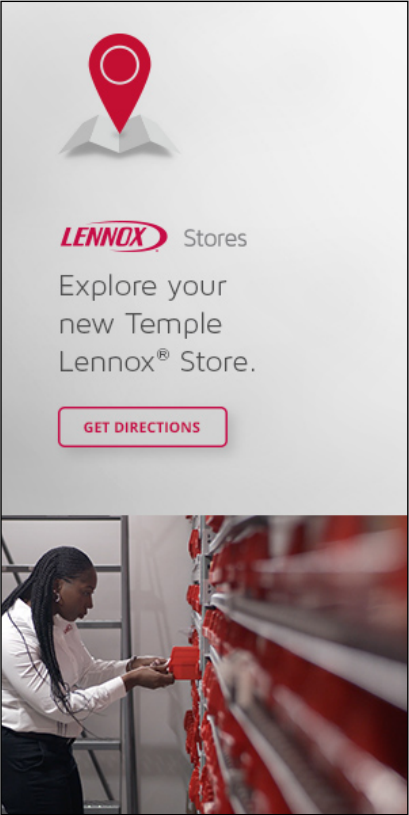 LENNOX Stores
Explore your
new Temple
Lennox® Store.
GET DIRECTIONS